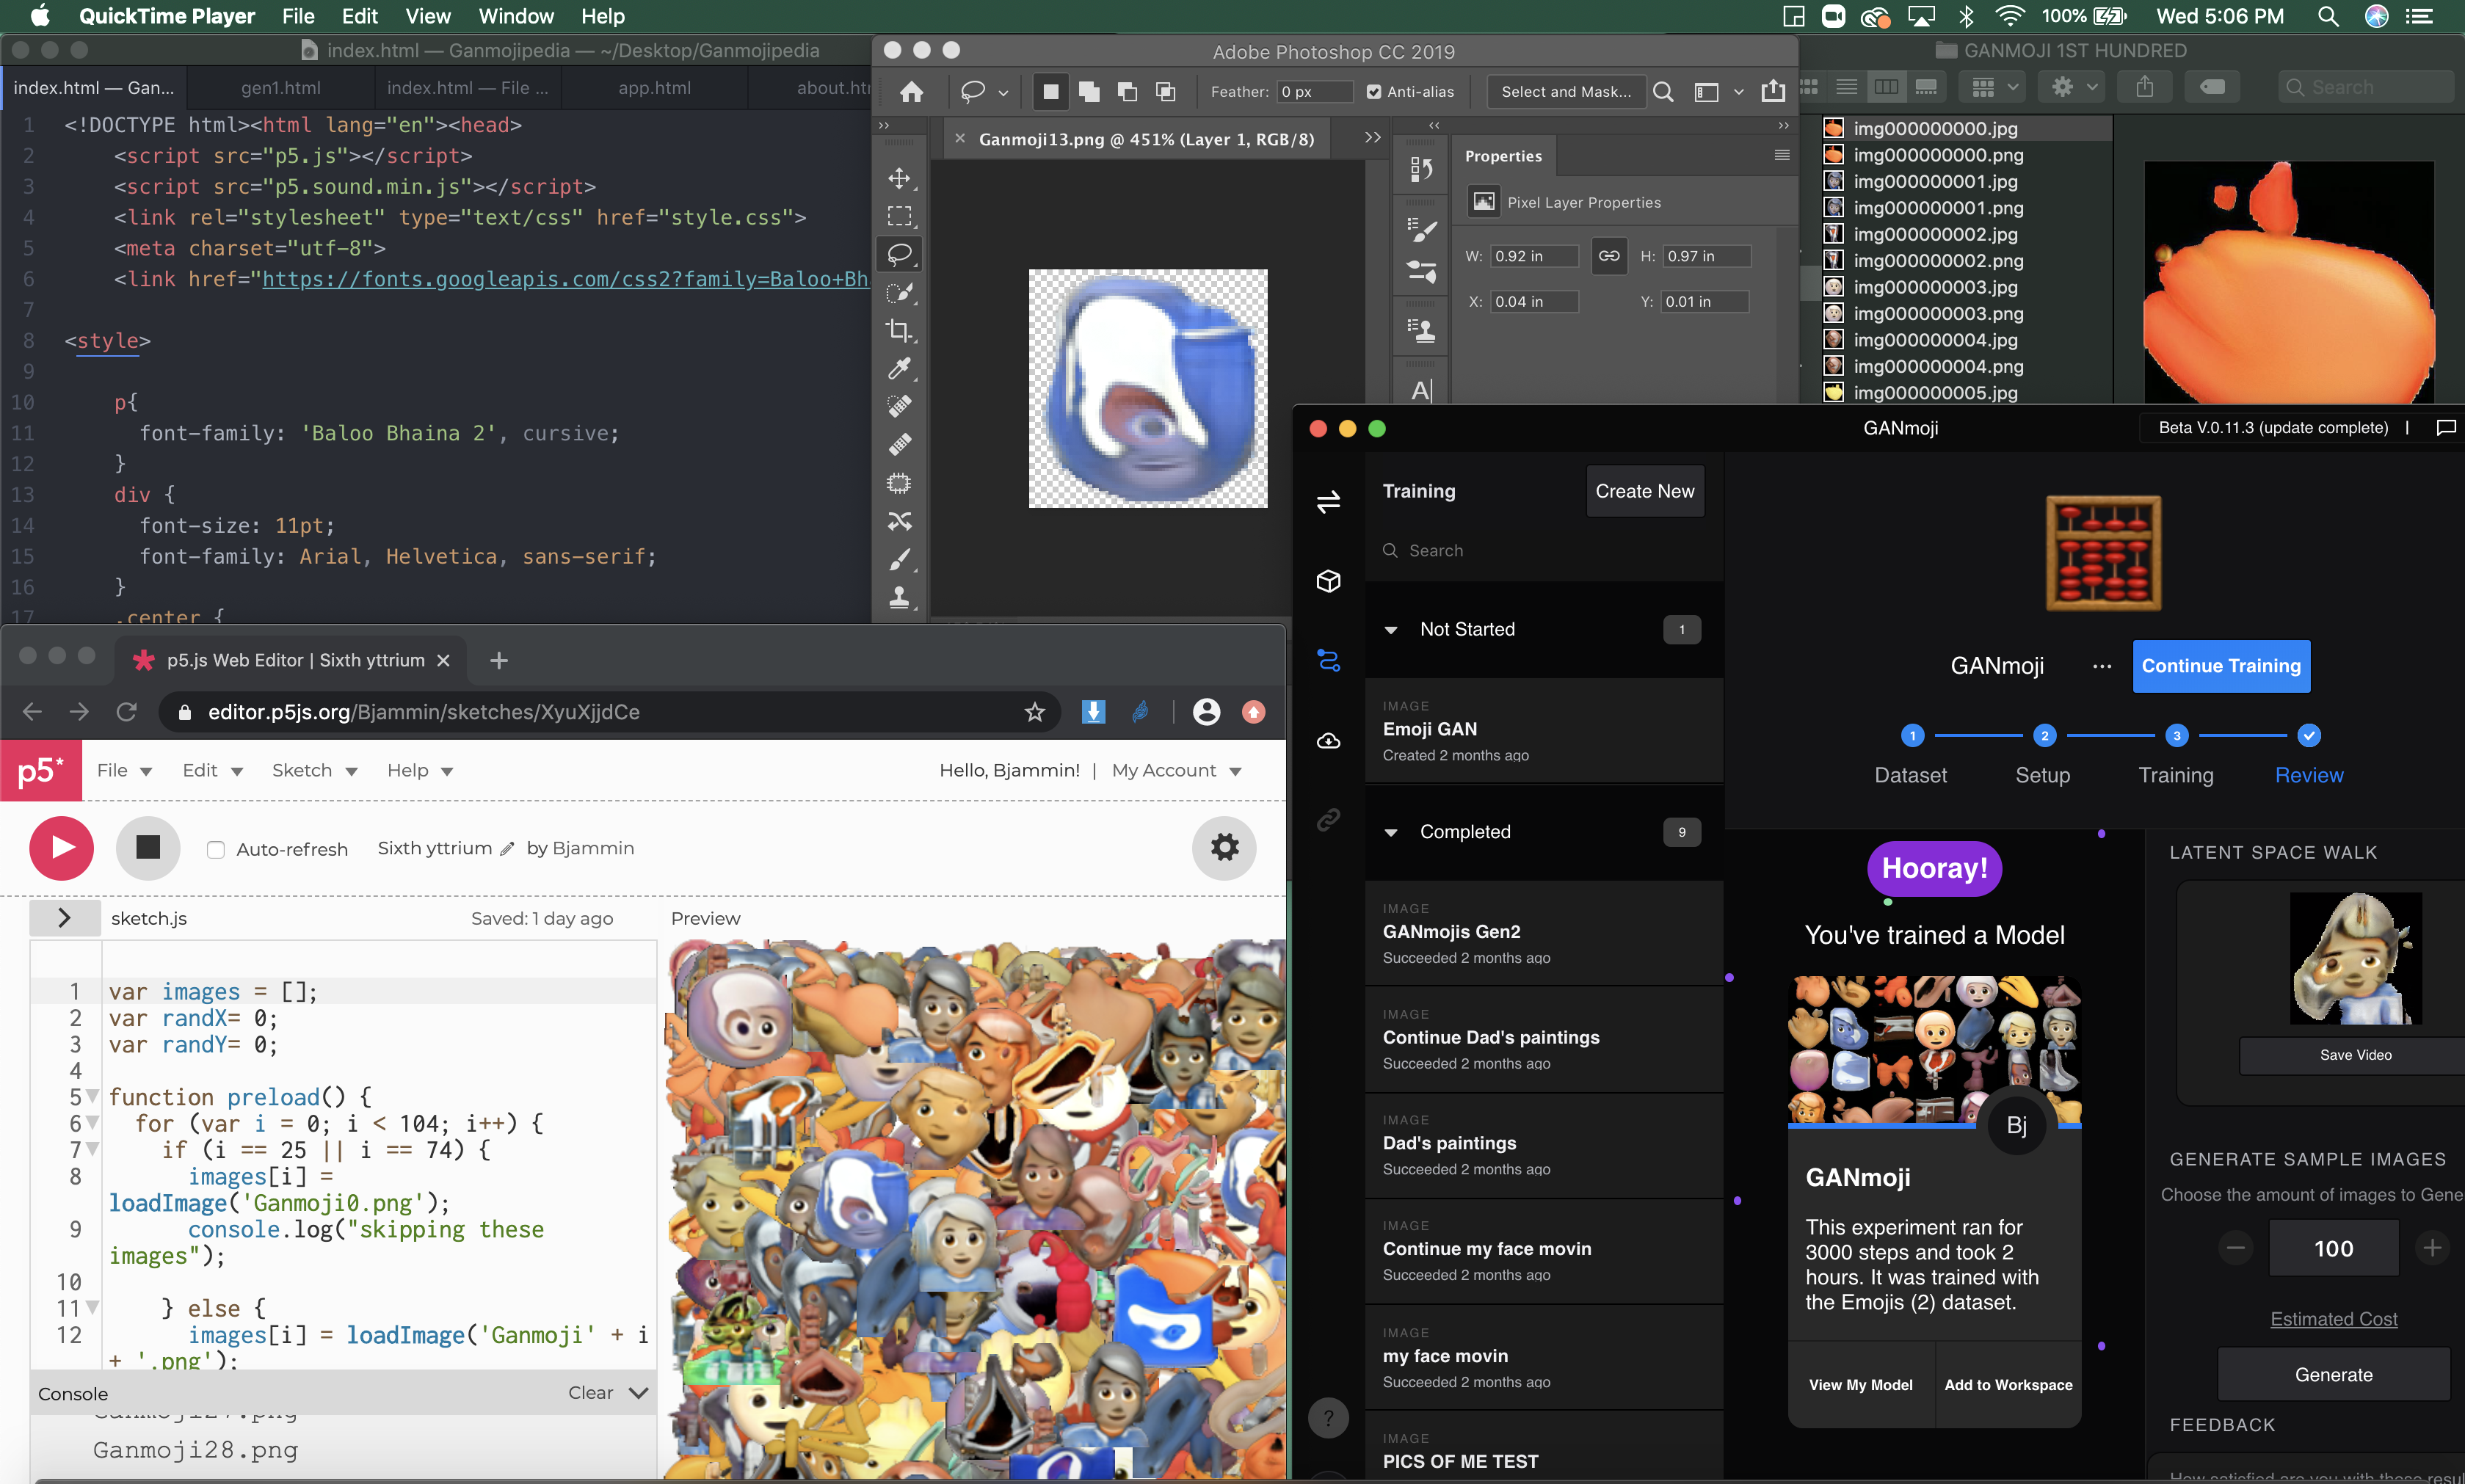 QuickTime Player File Edit View Window Help
100% Wed 5:06 PM
index.html — Ganmojipedia — ~/Desktop/Ganmojipedia
index.html — Gan... gen1.html index.html — File ... app.html about.htm
1 <!DOCTYPE html><html lang="en"><head>
2 <script src="p5.js"></script>
3 <script src="p5.sound.min.js"></script>
4 <link rel="stylesheet" type="text/css" href="style.css">
5 <meta charset="utf-8">
6 <link href="https://fonts.googleapis.com/css2?family=Baloo+Bh
7
8 <style>
9
10 p{
11 font-family: 'Baloo Bhaina 2', cursive;
12 }
13 div {
14 font-size: 11pt;
15 font-family: Arial, Helvetica, sans-serif;
16 }
17 .center {
Adobe Photoshop CC 2019
Feather: 0 px Anti-alias Select and Mask...
Ganmoji13.png @ 451% (Layer 1, RGB/8)
Properties
Pixel Layer Properties
W: 0.92 in H: 0.97 in
X: 0.04 in Y: 0.01 in
A
GANMOJI 1ST HUNDRED
Search
img000000000.jpg
img000000000.png
img000000001.jpg
img000000001.png
img000000002.jpg
img000000002.png
img000000003.jpg
img000000003.png
img000000004.jpg
img000000004.png
img000000005.jpg
p5.js Web Editor | Sixth yttrium
editor.p5js.org/Bjammin/sketches/XyuXjjdCe
p5* File Edit Sketch Help
Hello, Bjammin! | My Account
Auto-refresh Sixth yttrium by Bjammin
sketch.js Saved: 1 day ago Preview
1 var images = [];
2 var randX= 0;
3 var randY= 0;
4
5 function preload() {
6 for (var i = 0; i < 104; i++) {
7 if (i == 25 || i == 74) {
8 images[i] =
loadImage('Ganmoji0.png');
9 console.log("skipping these
images");
10
11 } else {
12 images[i] = loadImage('Ganmoji' + i
+ '.png');
Console Clear
Ganmoji27.png
Ganmoji28.png
GANmoji
Beta V.0.11.3 (update complete) |
Training Create New
Search
Not Started 1
IMAGE
Emoji GAN
Created 2 months ago
Completed 9
IMAGE
GANmojis Gen2
Succeeded 2 months ago
IMAGE
Continue Dad's paintings
Succeeded 2 months ago
IMAGE
Dad's paintings
Succeeded 2 months ago
IMAGE
Continue my face movin
Succeeded 2 months ago
IMAGE
my face movin
Succeeded 2 months ago
IMAGE
PICS OF ME TEST
?
GANmoji ... Continue Training
1 2 3
Dataset Setup Training Review
Hooray!
You've trained a Model
Bj
GANmoji
This experiment ran for
3000 steps and took 2
hours. It was trained with
the Emojis (2) dataset.
View My Model Add to Workspace
LATENT SPACE WALK
Save Video
GENERATE SAMPLE IMAGES
Choose the amount of images to Gene
100
Estimated Cost
Generate
FEEDBACK
How satisfied are you with these resul